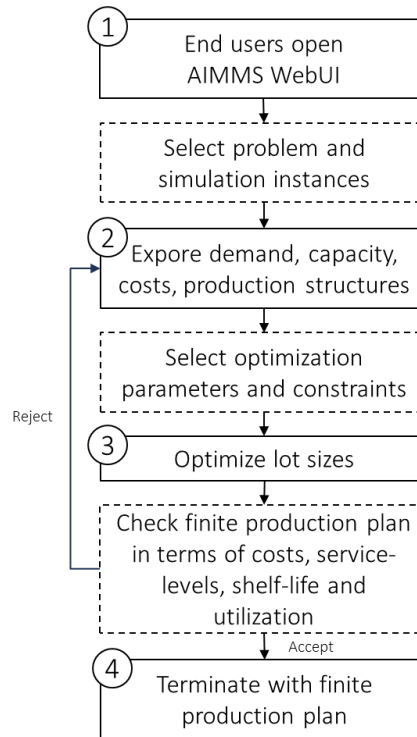 1
End users open
AIMMS WebUI
Select problem and
simulation instances
2
Expore demand, capacity,
costs, production structures
Select optimization
parameters and constraints
Reject
3
Optimize lot sizes
Check finite production plan
in terms of costs, service-
levels, shelf-life and
utilization
Accept
4
Terminate with finite
production plan